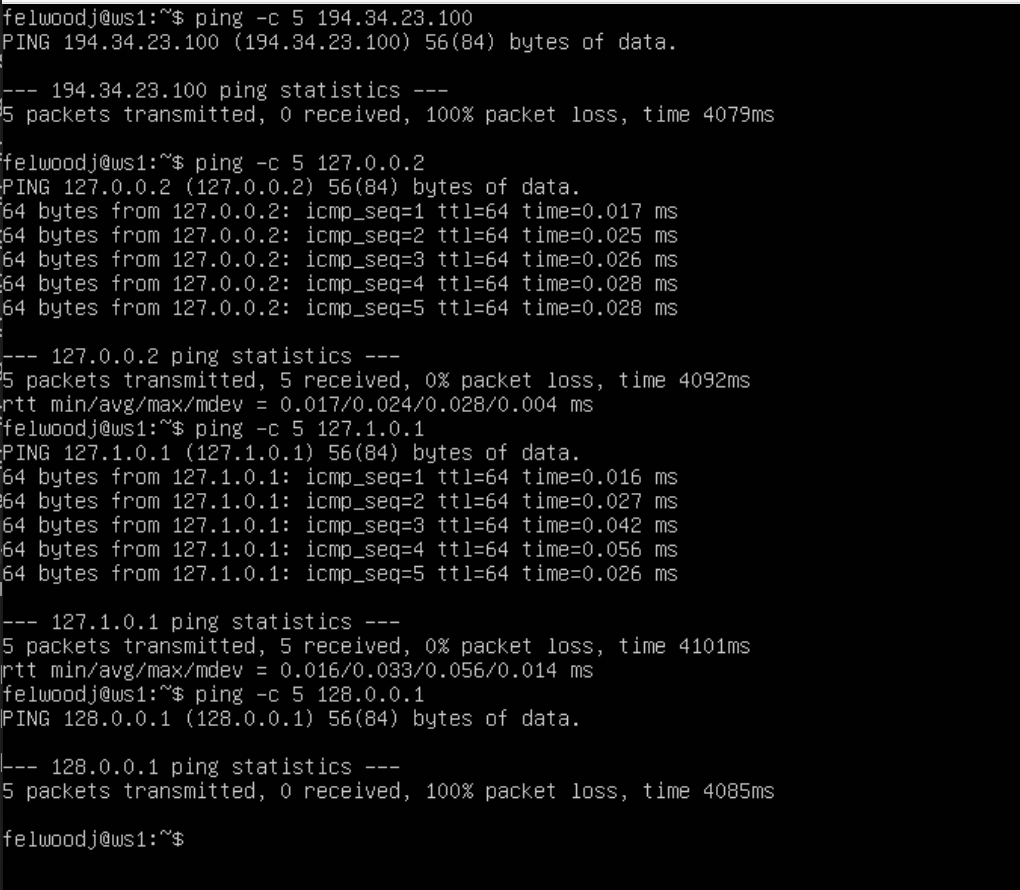 felwoodj@ws1:~$ ping -c 5 194.34.23.100
PING 194.34.23.100 (194.34.23.100) 56(84) bytes of data.
--- 194.34.23.100 ping statistics ---
5 packets transmitted, 0 received, 100% packet loss, time 4079ms
felwoodj@ws1:~$ ping -c 5 127.0.0.2
PING 127.0.0.2 (127.0.0.2) 56(84) bytes of data.
64 bytes from 127.0.0.2: icmp_seq=1 ttl=64 time=0.017 ms
64 bytes from 127.0.0.2: icmp_seq=2 ttl=64 time=0.025 ms
64 bytes from 127.0.0.2: icmp_seq=3 ttl=64 time=0.026 ms
64 bytes from 127.0.0.2: icmp_seq=4 ttl=64 time=0.028 ms
64 bytes from 127.0.0.2: icmp_seq=5 ttl=64 time=0.028 ms
--- 127.0.0.2 ping statistics ---
5 packets transmitted, 5 received, 0% packet loss, time 4092ms
rtt min/avg/max/mdev = 0.017/0.024/0.028/0.004 ms
felwoodj@ws1:~$ ping -c 5 127.1.0.1
PING 127.1.0.1 (127.1.0.1) 56(84) bytes of data.
64 bytes from 127.1.0.1: icmp_seq=1 ttl=64 time=0.016 ms
64 bytes from 127.1.0.1: icmp_seq=2 ttl=64 time=0.027 ms
64 bytes from 127.1.0.1: icmp_seq=3 ttl=64 time=0.042 ms
64 bytes from 127.1.0.1: icmp_seq=4 ttl=64 time=0.056 ms
64 bytes from 127.1.0.1: icmp_seq=5 ttl=64 time=0.026 ms
--- 127.1.0.1 ping statistics ---
5 packets transmitted, 5 received, 0% packet loss, time 4101ms
rtt min/avg/max/mdev = 0.016/0.033/0.056/0.014 ms
felwoodj@ws1:~$ ping -c 5 128.0.0.1
PING 128.0.0.1 (128.0.0.1) 56(84) bytes of data.
--- 128.0.0.1 ping statistics ---
5 packets transmitted, 0 received, 100% packet loss, time 4085ms
felwoodj@ws1:~$